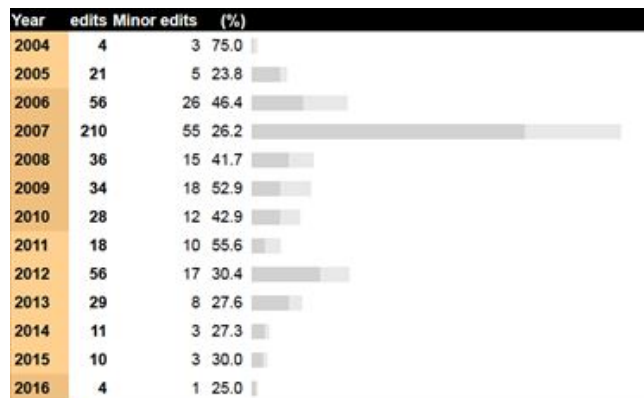 Year edits Minor edits (%)
2004 4 3 75.0
2005 21 5 23.8
2006 56 26 46.4
2007 210 55 26.2
2008 36 15 41.7
2009 34 18 52.9
2010 28 12 42.9
2011 18 10 55.6
2012 56 17 30.4
2013 29 8 27.6
2014 11 3 27.3
2015 10 3 30.0
2016 4 1 25.0